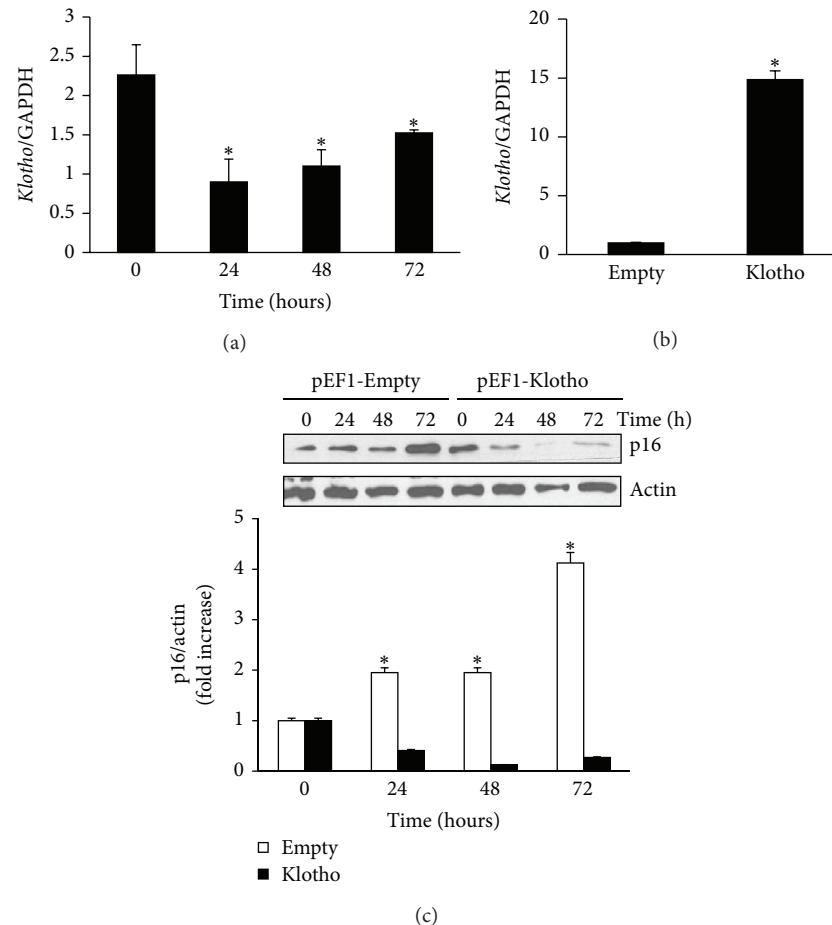 3
2.5
2
1.5
1
0.5
0
Klotho/GAPDH
*
*
*
0 24 48 72
Time (hours)
(a)
20
15
10
5
0
Klotho/GAPDH
*
Empty Klotho
(b)
pEF1-Empty pEF1-Klotho
0 24 48 72 0 24 48 72 Time (h)
p16
Actin
5
4
3
2
1
0
p16/actin
(fold increase)
*
*
*
0 24 48 72
Time (hours)
Empty
Klotho
(c)